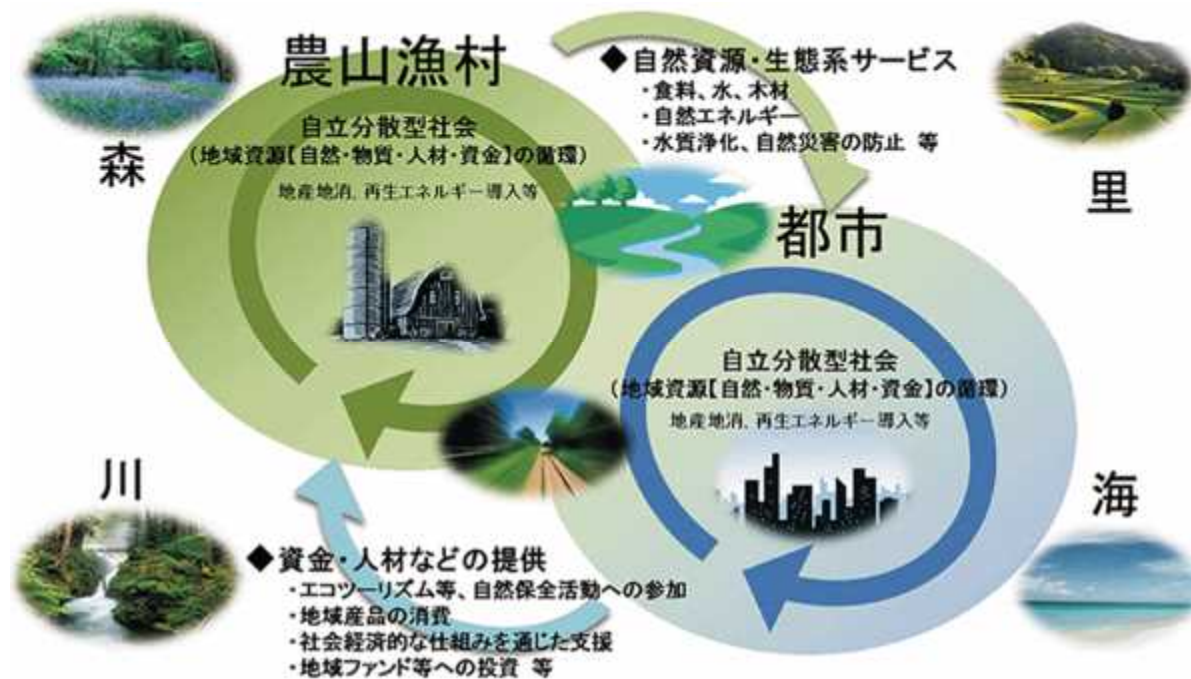 農山漁村
自立分散型社会
（地域資源【自然・物質・人材・資金】の循環）
地産地消、再生エネルギー導入等
森
◆自然資源・生態系サービス
・食料、水、木材
・自然エネルギー
・水質浄化、自然災害の防止 等
里
都市
自立分散型社会
（地域資源【自然・物質・人材・資金】の循環）
地産地消、再生エネルギー導入等
川
海
◆資金・人材などの提供
・エコツーリズム等、自然保全活動への参加
・地域産品の消費
・社会経済的な仕組みを通じた支援
・地域ファンド等への投資 等